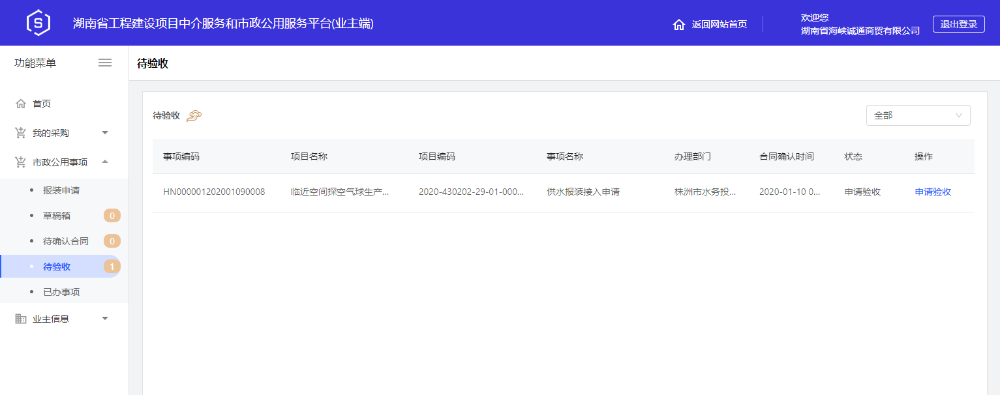 湖南省工程建设项目中介服务和市政公用服务平台(业主端)
返回网站首页
欢迎您
湖南省海峡诚通商贸有限公司
退出登录
功能菜单
首页
我的采购
市政公用事项
报装申请
草稿箱 0
待确认合同 0
待验收 1
已办事项
业主信息
待验收
待验收
全部
事项编码 项目名称 项目编码 事项名称 办理部门 合同确认时间 状态 操作
HN000001202001090008 临近空间探空气球生产... 2020-430202-29-01-000... 供水报装接入申请 株洲市水务投... 2020-01-10 0... 申请验收 申请验收